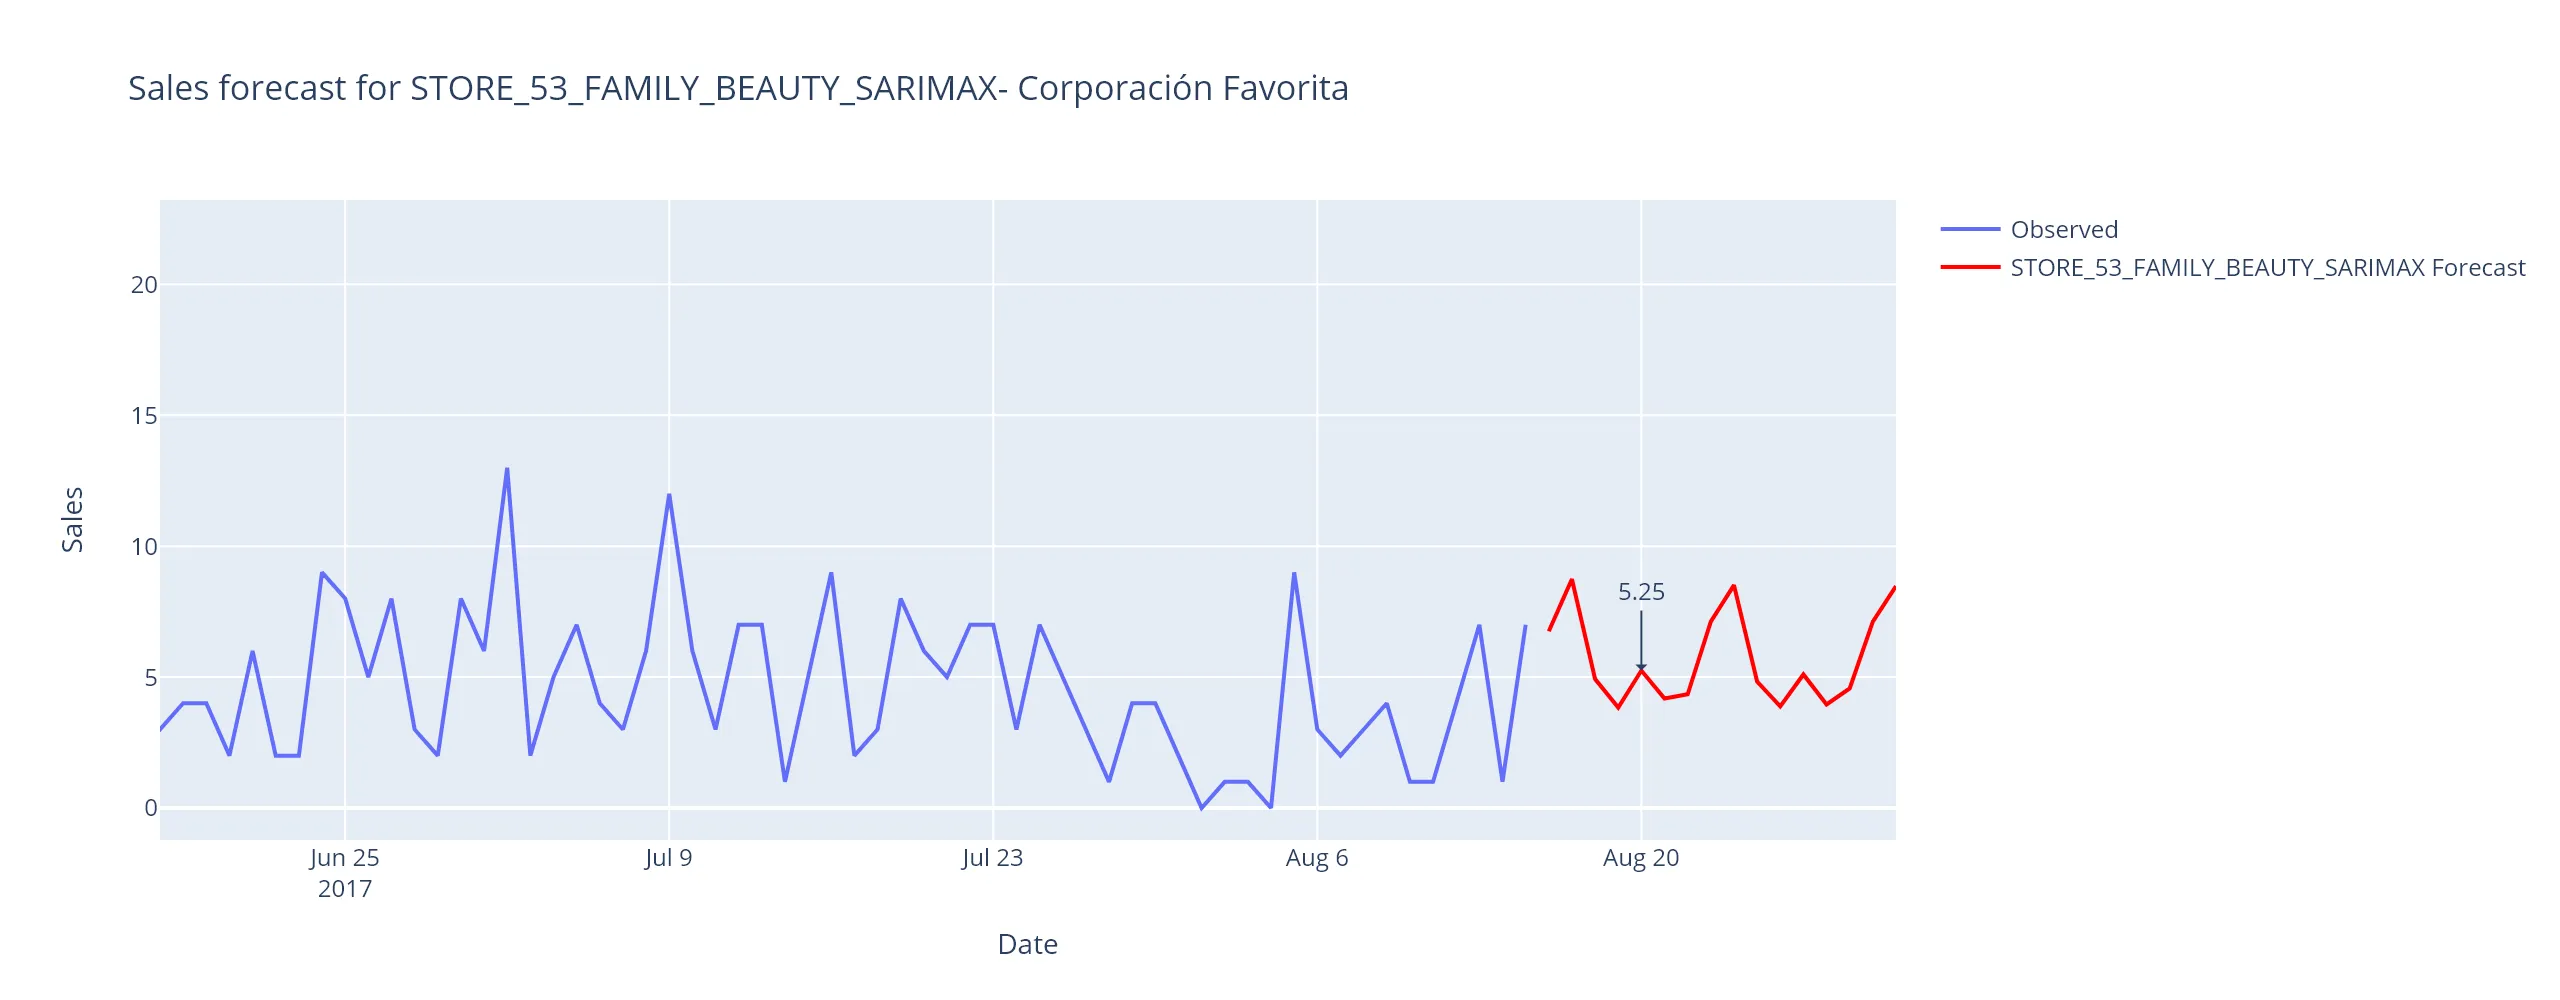 Sales forecast for STORE_53_FAMILY_BEAUTY_SARIMAX- Corporación Favorita
Observed
STORE_53_FAMILY_BEAUTY_SARIMAX Forecast
20
15
10
5
0
Sales
5.25
Jun 25
2017
Jul 9
Jul 23
Aug 6
Aug 20
Date